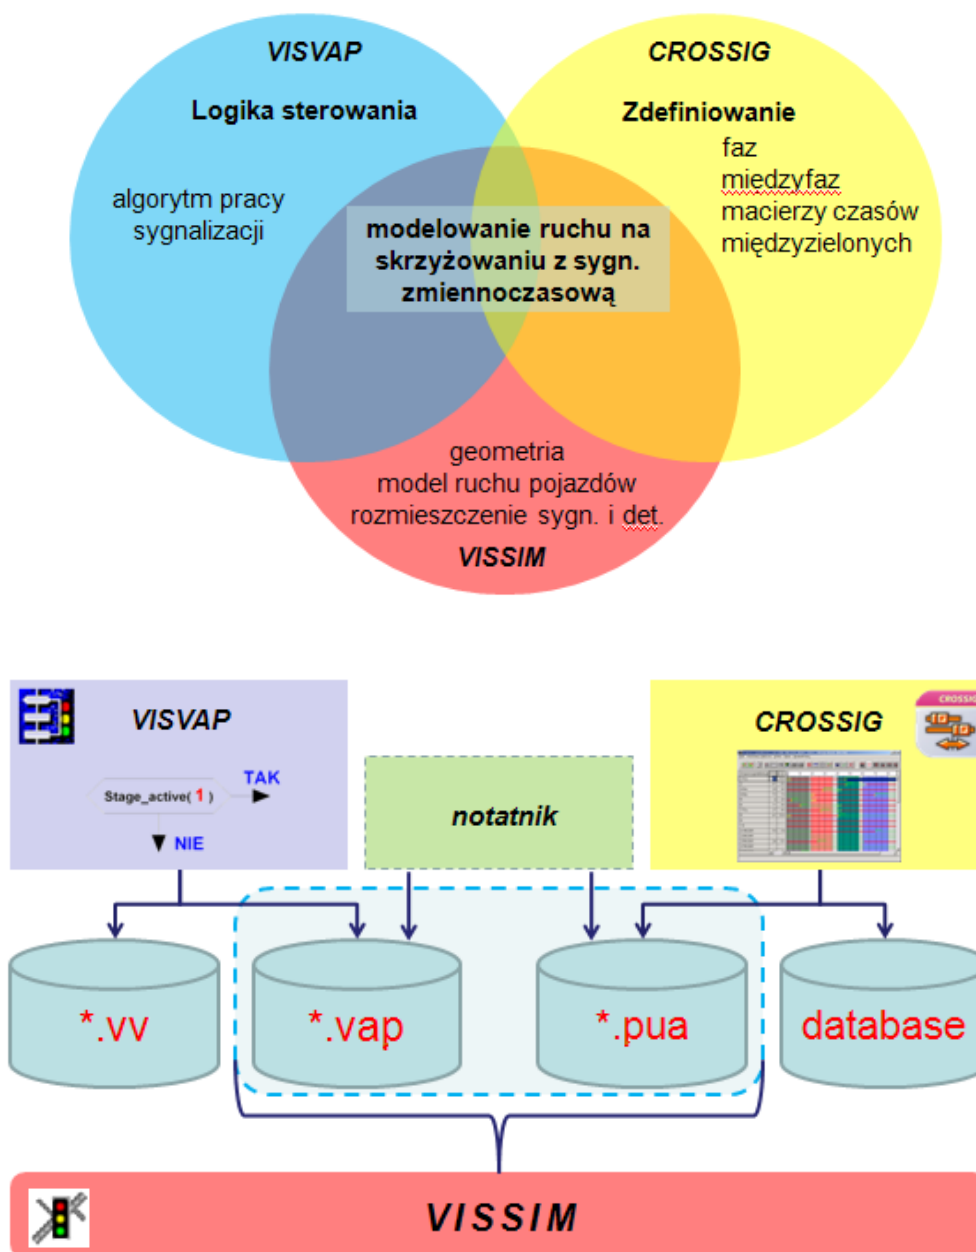 VISVAP
CROSSIG
Logika sterowania
Zdefiniowanie
faz
międzyfaz
macierzy czasów
międzyzielonych
algorytm pracy
sygnalizacji
modelowanie ruchu na
skrzyżowaniu z sygn.
zmiennoczasową
geometria
model ruchu pojazdów
rozmieszczenie sygn. i det.
VISSIM
VISVAP
Stage_active( 1 )
TAK
NIE
notatnik
CROSSIG
CROSSIG
*.vv
*.vap
*.pua
database
VISSIM